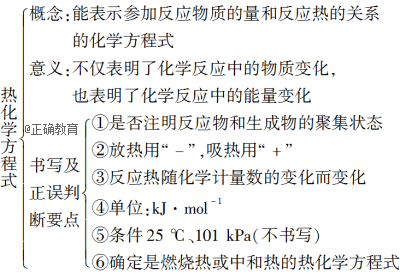 概念:能表示参加反应物质的量和反应热的关系
的化学方程式
意义:不仅表明了化学反应中的物质变化,
也表明了化学反应中的能量变化
热化学方程式
@正确教育
书写及
正误判
断要点
①是否注明反应物和生成物的聚集状态
②放热用“-”,吸热用“+”
③反应热随化学计量数的变化而变化
④单位:kJ·mol⁻¹
⑤条件 25 ℃、101 kPa(不书写)
⑥确定是燃烧热或中和热的热化学方程式